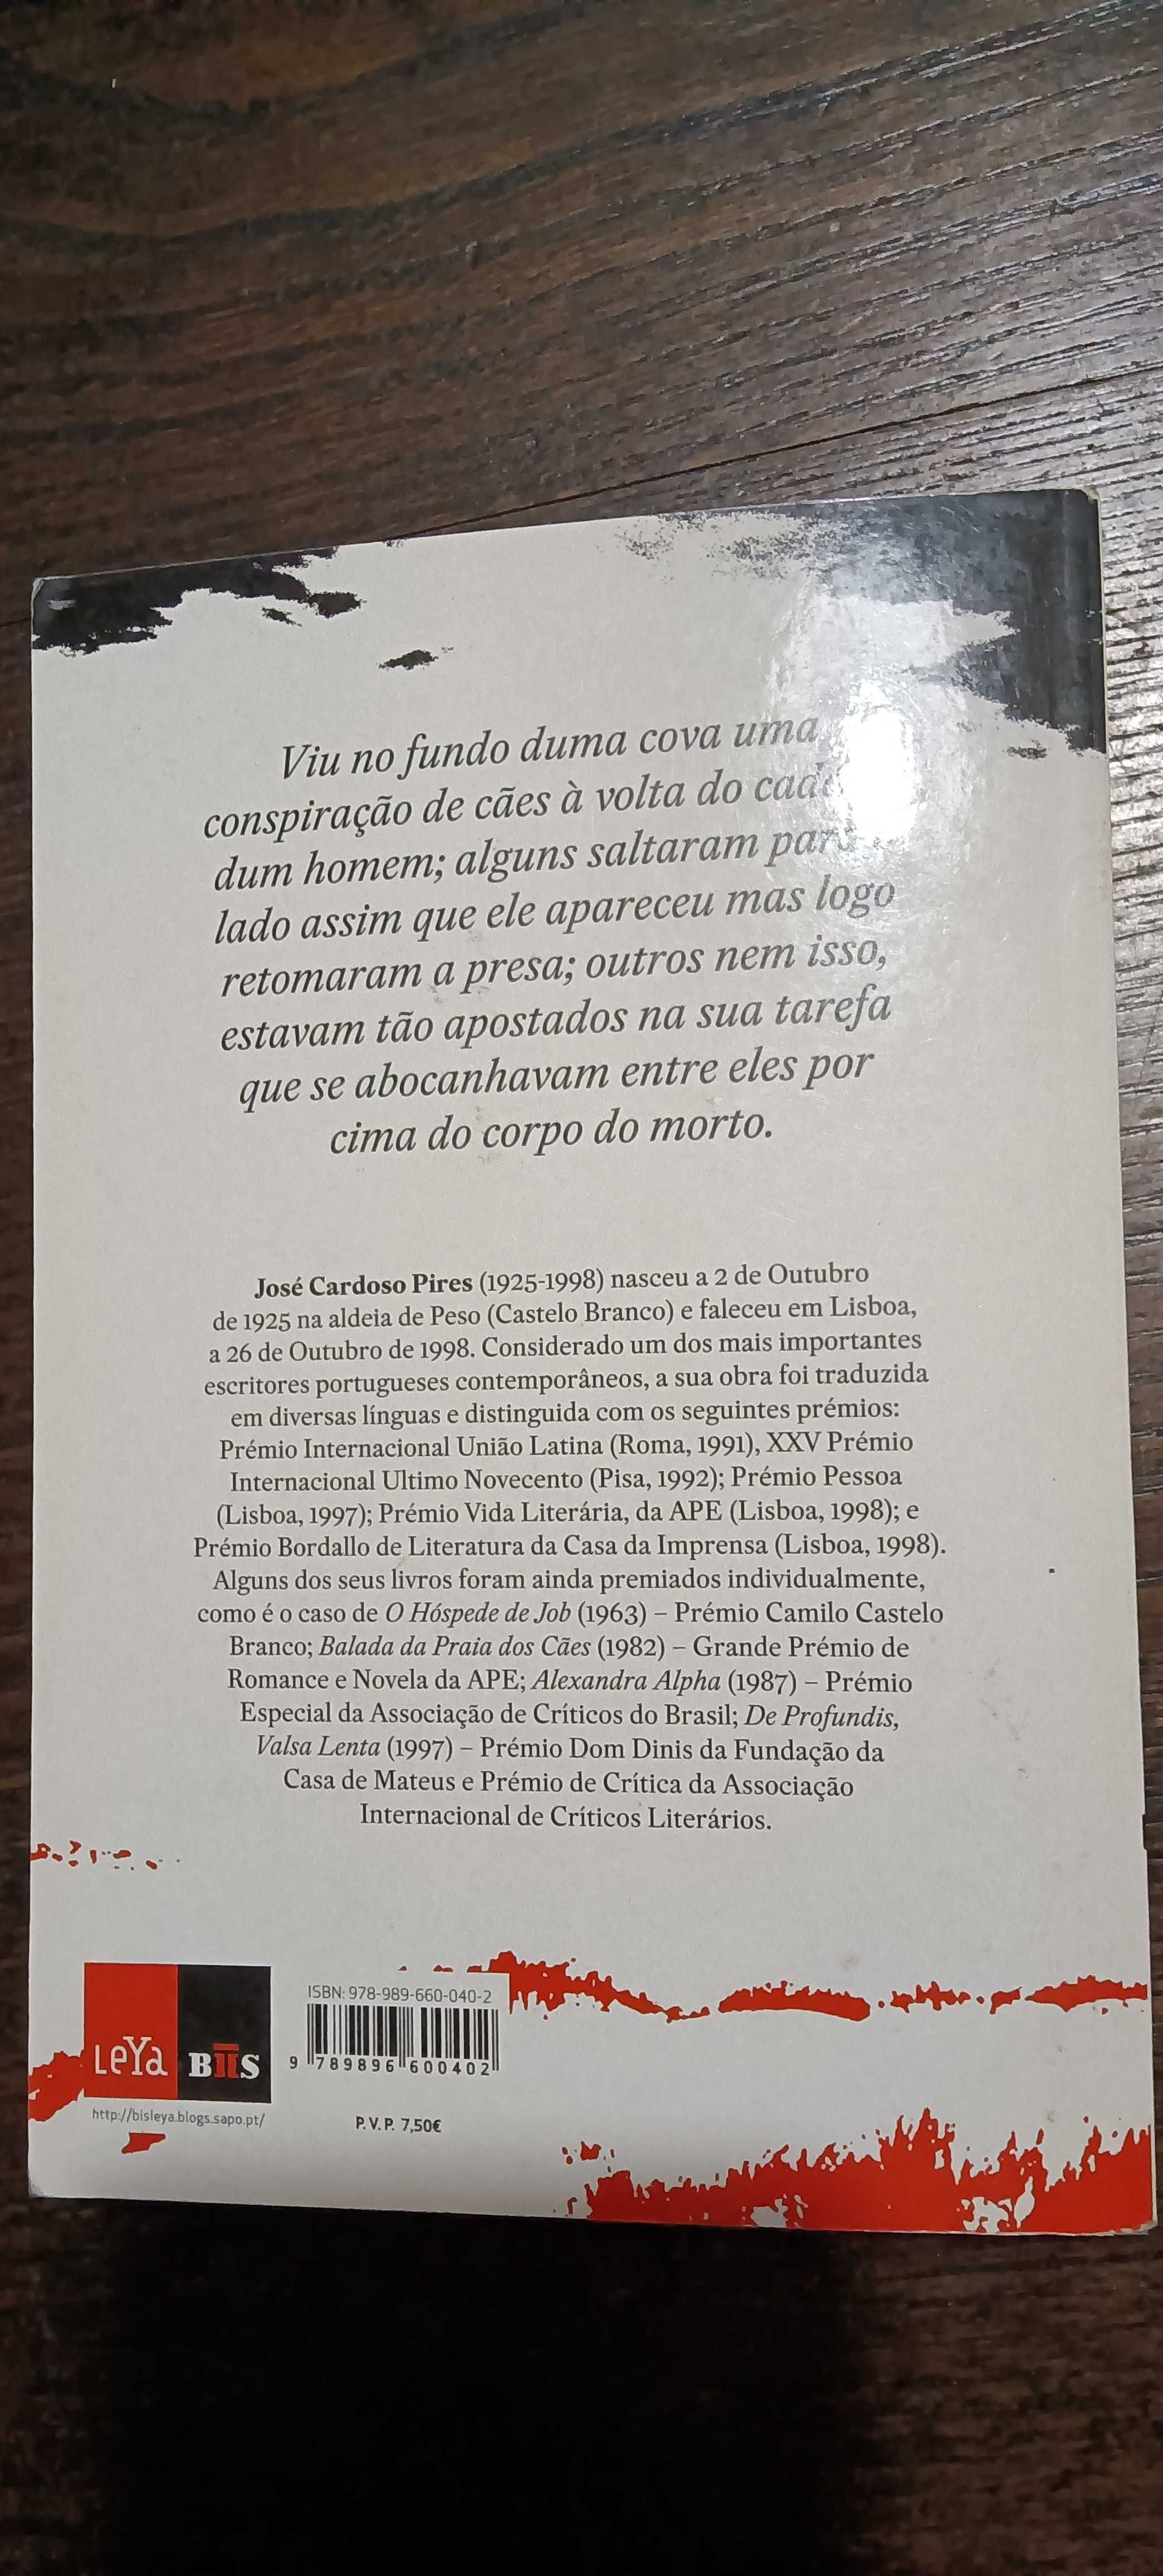 Viu no fundo duma cova uma
conspiração de cães à volta do
dum homem; alguns saltaram
lado assim que ele apareceu mas logo
retomaram a presa; outros nem isso,
estavam tão apostados na sua tarefa
que se abocanhavam entre eles por
cima do corpo do morto.
José Cardoso Pires (1925-1998) nasceu a 2 de Outubro
de 1925 na aldeia de Peso (Castelo Branco) e faleceu em Lisboa,
a 26 de Outubro de 1998. Considerado um dos mais importantes
escritores portugueses contemporâneos, a sua obra foi traduzida
em diversas línguas e distinguida com os seguintes prémios:
Prémio Internacional União Latina (Roma, 1991), XXV Prémio
Internacional Ultimo Novecento (Pisa, 1992); Prémio Pessoa
(Lisboa, 1997); Prémio Vida Literária, da APE (Lisboa, 1998); e
Prémio Bordallo de Literatura da Casa da Imprensa (Lisboa, 1998).
Alguns dos seus livros foram ainda premiados individualmente,
como é o caso de O Hóspede de Job (1963) – Prémio Camilo Castelo
Branco; Balada da Praia dos Cães (1982) – Grande Prémio de
Romance e Novela da APE; Alexandra Alpha (1987) – Prémio
Especial da Associação de Críticos do Brasil; De Profundis,
Valsa Lenta (1997) – Prémio Dom Dinis da Fundação da
Casa de Mateus e Prémio de Crítica da Associação
Internacional de Críticos Literários.
LeYa BIIS
http://bisleya.blogs.sapo.pt/
ISBN: 978-989-660-040-2
9 789896 600402
P.V.P. 7,50€